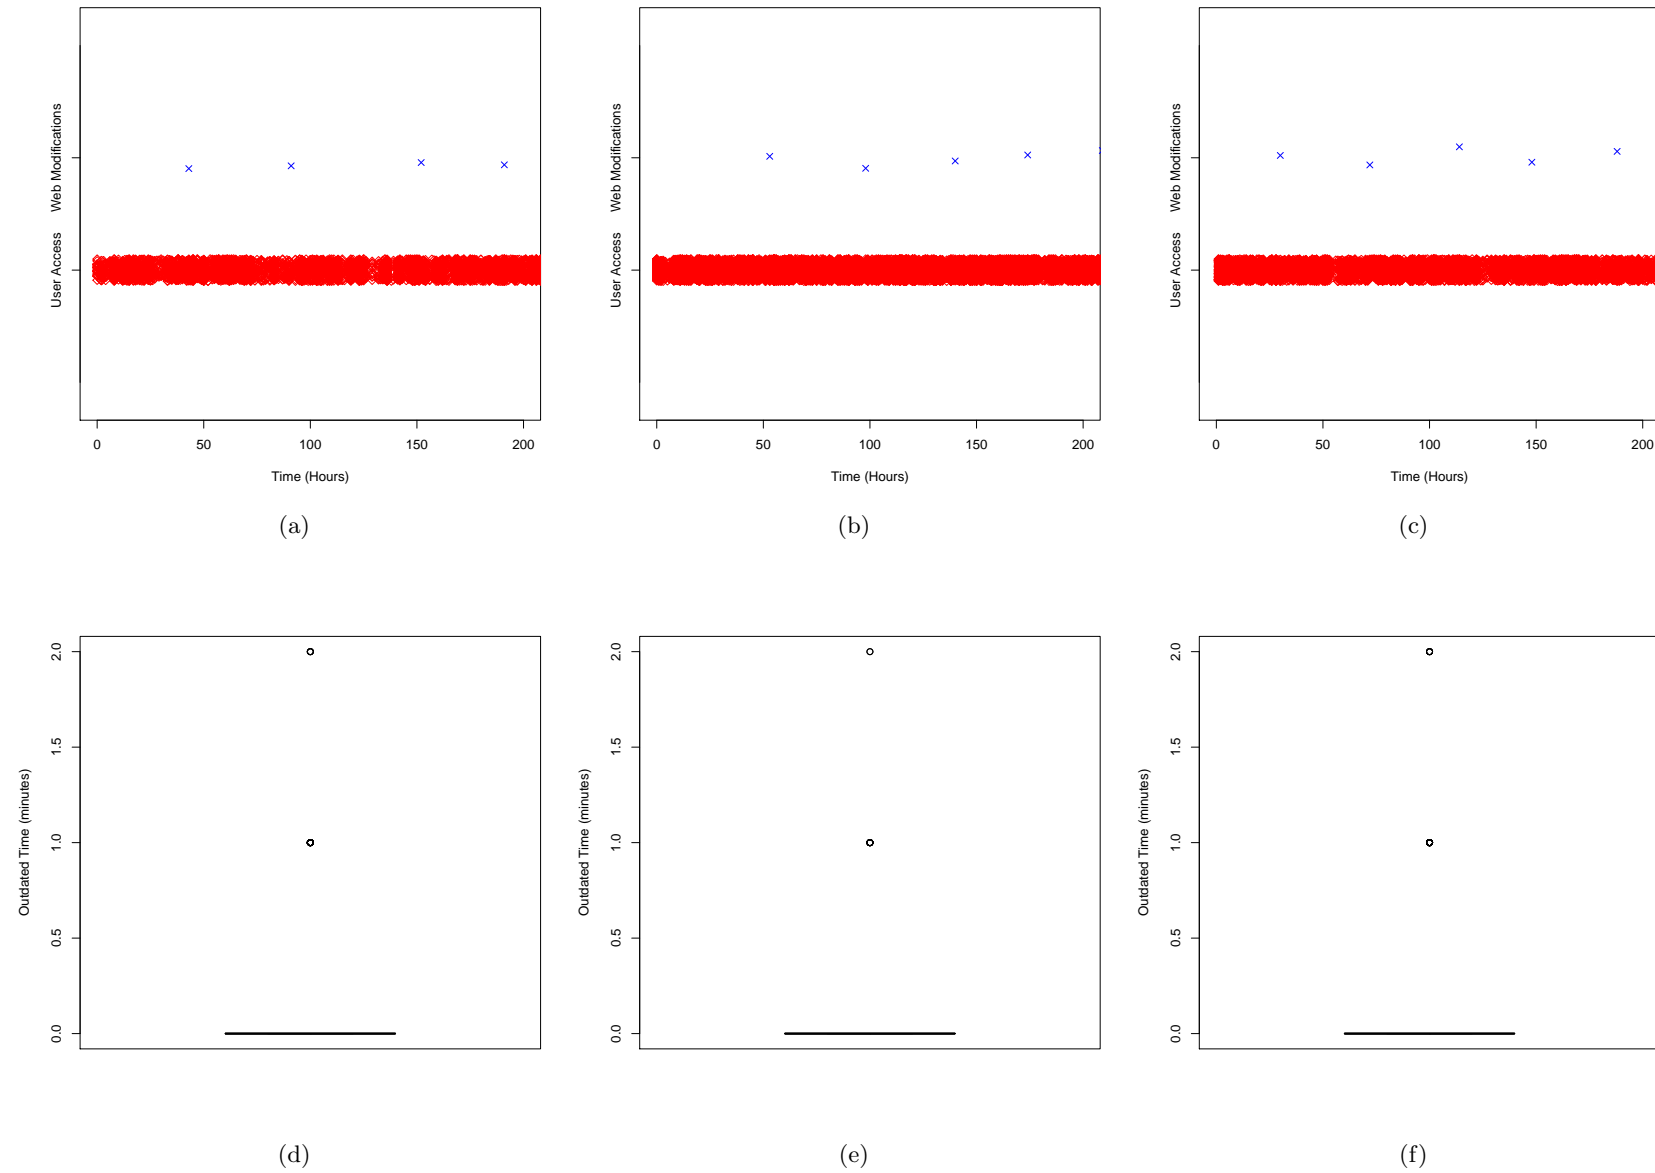 Web Modifications
User Access
0 50 100 150 200
Time (Hours)
(a)
Web Modifications
User Access
0 50 100 150 200
Time (Hours)
(b)
Web Modifications
User Access
0 50 100 150 200
Time (Hours)
(c)
Outdated Time (minutes)
2.0
1.5
1.0
0.5
0.0
(d)
Outdated Time (minutes)
2.0
1.5
1.0
0.5
0.0
(e)
Outdated Time (minutes)
2.0
1.5
1.0
0.5
0.0
(f)